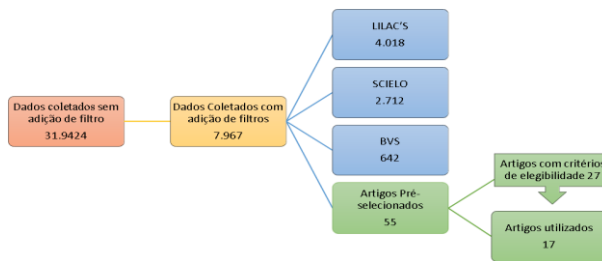 Dados coletados sem
adição de filtro
31.9424
Dados Coletados com
adição de filtros
7.967
LILAC'S
4.018
SCIELO
2.712
BVS
642
Artigos Pré-
selecionados
55
Artigos com critérios
de elegibilidade 27
Artigos utilizados
17